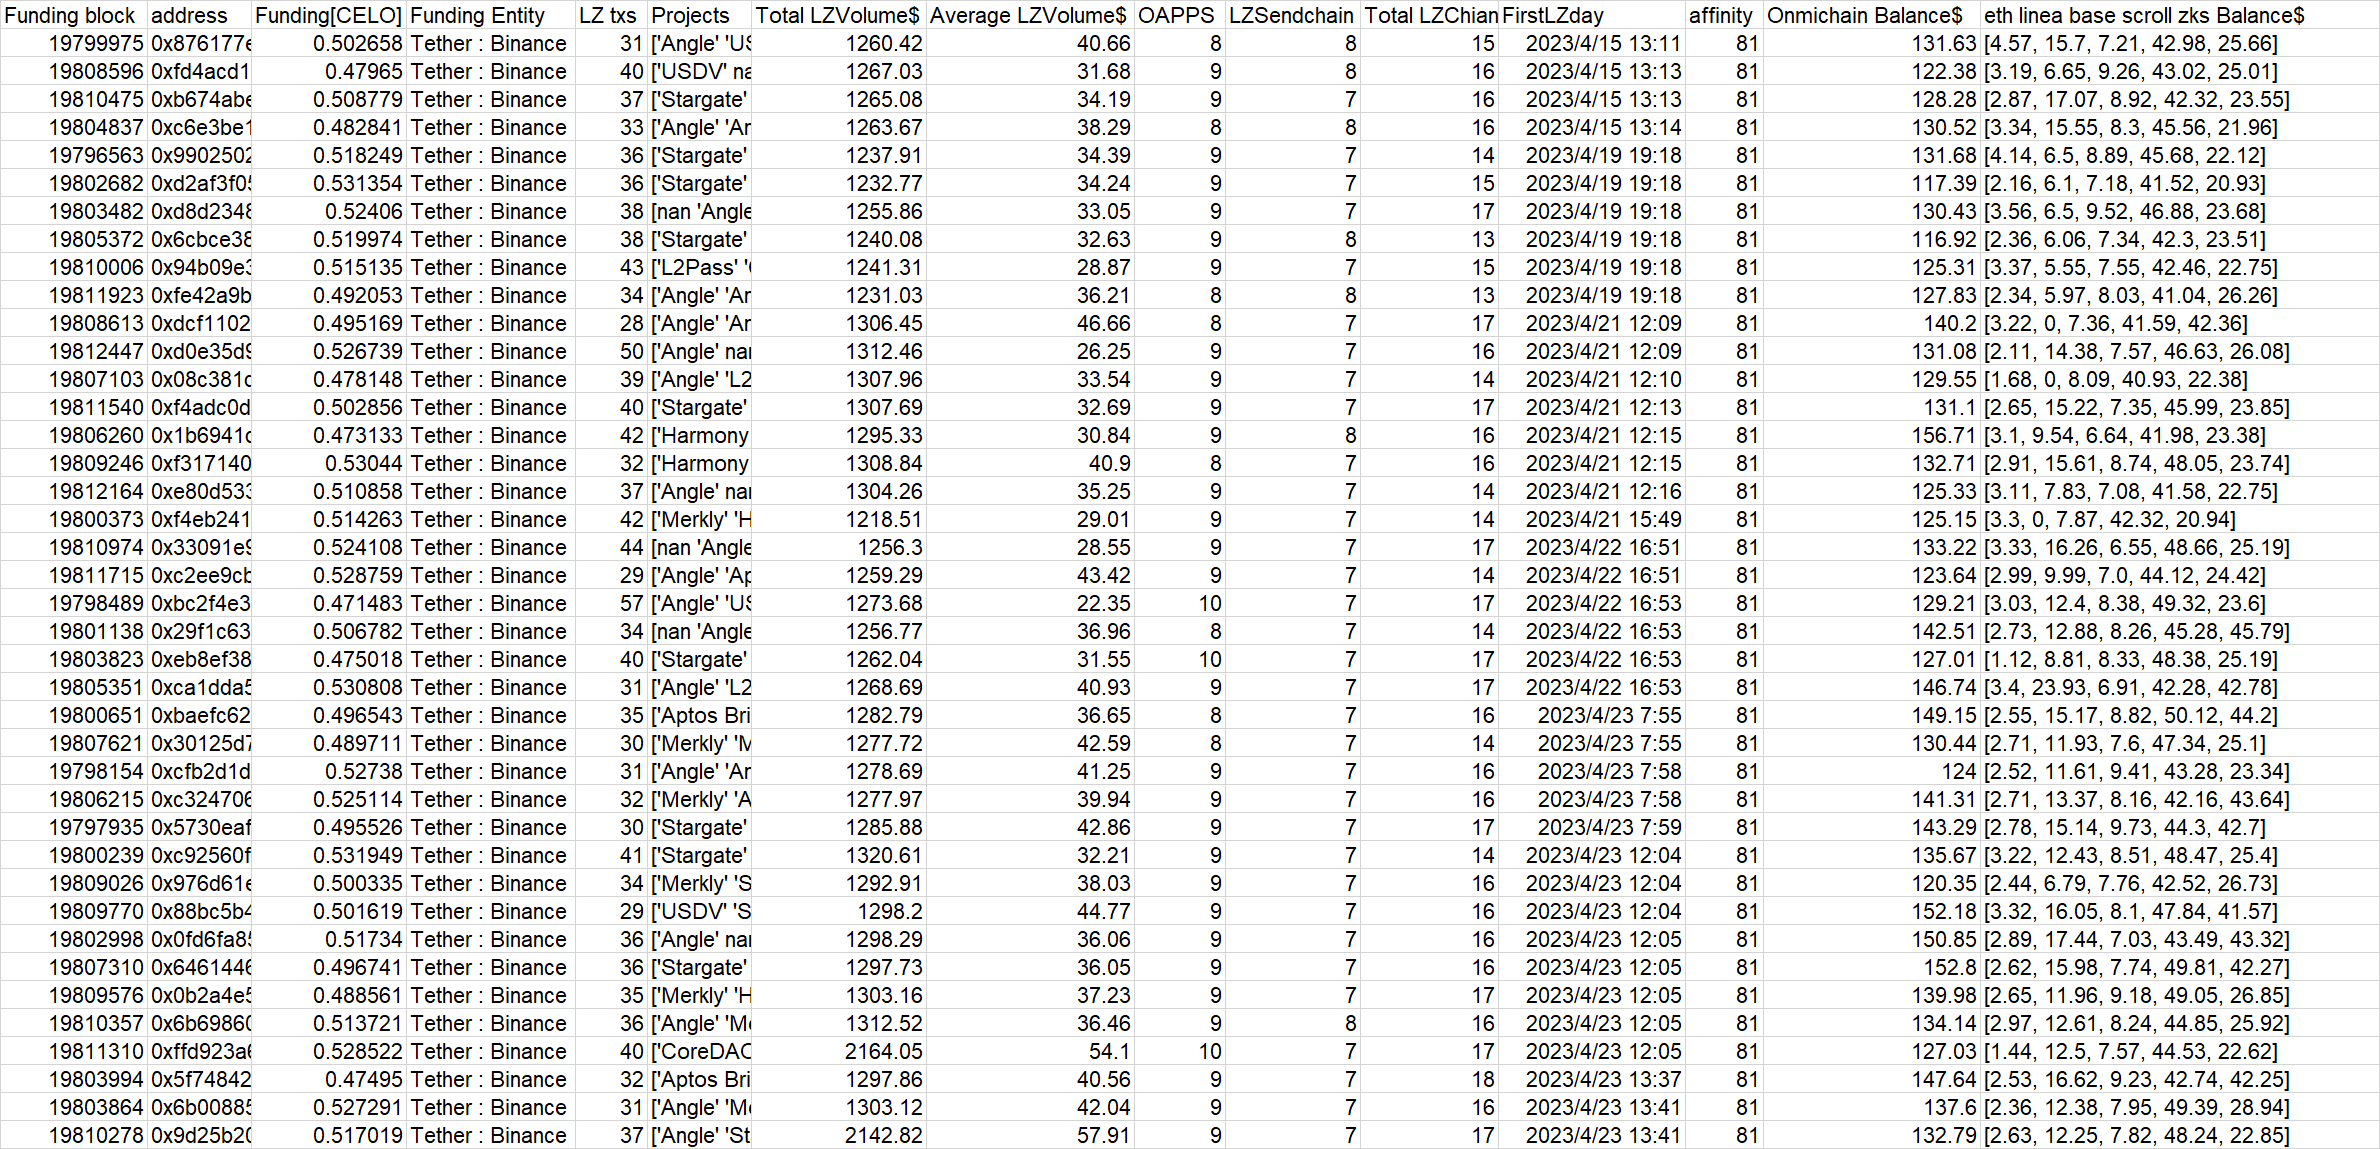 Funding block address Funding[CELO] Funding Entity LZ txs Projects Total LZVolume$ Average LZVolume$ OAPPS LZSendchain Total LZChian FirstLZday affinity Onmichain Balance$ eth linea base scroll zks Balance$
19799975 0x876177e 0.502658 Tether : Binance 31 ['Angle' 'US 1260.42 40.66 8 8 15 2023/4/15 13:11 81 131.63 [4.57, 15.7, 7.21, 42.98, 25.66]
19808596 0xfd4acd1 0.47965 Tether : Binance 40 ['USDV' na 1267.03 31.68 9 8 16 2023/4/15 13:13 81 122.38 [3.19, 6.65, 9.26, 43.02, 25.01]
19810475 0xb674abe 0.508779 Tether : Binance 37 ['Stargate' 1265.08 34.19 9 7 16 2023/4/15 13:13 81 128.28 [2.87, 17.07, 8.92, 42.32, 23.55]
19804837 0xc6e3be1 0.482841 Tether : Binance 33 ['Angle' 'Ar 1263.67 38.29 8 8 16 2023/4/15 13:14 81 130.52 [3.34, 15.55, 8.3, 45.56, 21.96]
19796563 0x9902502 0.518249 Tether : Binance 36 ['Stargate' 1237.91 34.39 9 7 14 2023/4/19 19:18 81 131.68 [4.14, 6.5, 8.89, 45.68, 22.12]
19802682 0xd2af3f05 0.531354 Tether : Binance 36 ['Stargate' 1232.77 34.24 9 7 15 2023/4/19 19:18 81 117.39 [2.16, 6.1, 7.18, 41.52, 20.93]
19803482 0xd8d2348 0.52406 Tether : Binance 38 [nan 'Angle 1255.86 33.05 9 7 17 2023/4/19 19:18 81 130.43 [3.56, 6.5, 9.52, 46.88, 23.68]
19805372 0x6cbce38 0.519974 Tether : Binance 38 ['Stargate' 1240.08 32.63 9 8 13 2023/4/19 19:18 81 116.92 [2.36, 6.06, 7.34, 42.3, 23.51]
19810006 0x94b09e3 0.515135 Tether : Binance 43 ['L2Pass' ' 1241.31 28.87 9 7 15 2023/4/19 19:18 81 125.31 [3.37, 5.55, 7.55, 42.46, 22.75]
19811923 0xfe42a9b 0.492053 Tether : Binance 34 ['Angle' 'Ar 1231.03 36.21 8 8 13 2023/4/19 19:18 81 127.83 [2.34, 5.97, 8.03, 41.04, 26.26]
19808613 0xdcf1102 0.495169 Tether : Binance 28 ['Angle' 'Ar 1306.45 46.66 8 7 17 2023/4/21 12:09 81 140.2 [3.22, 0, 7.36, 41.59, 42.36]
19812447 0xd0e35d9 0.526739 Tether : Binance 50 ['Angle' nar 1312.46 26.25 9 7 16 2023/4/21 12:09 81 131.08 [2.11, 14.38, 7.57, 46.63, 26.08]
19807103 0x08c381c 0.478148 Tether : Binance 39 ['Angle' 'L2 1307.96 33.54 9 7 14 2023/4/21 12:10 81 129.55 [1.68, 0, 8.09, 40.93, 22.38]
19811540 0xf4adc0d 0.502856 Tether : Binance 40 ['Stargate' 1307.69 32.69 9 7 17 2023/4/21 12:13 81 131.1 [2.65, 15.22, 7.35, 45.99, 23.85]
19806260 0x1b6941c 0.473133 Tether : Binance 42 ['Harmony 1295.33 30.84 9 8 16 2023/4/21 12:15 81 156.71 [3.1, 9.54, 6.64, 41.98, 23.38]
19809246 0xf317140 0.53044 Tether : Binance 32 ['Harmony 1308.84 40.9 8 7 16 2023/4/21 12:15 81 132.71 [2.91, 15.61, 8.74, 48.05, 23.74]
19812164 0xe80d533 0.510858 Tether : Binance 37 ['Angle' nar 1304.26 35.25 9 7 14 2023/4/21 12:16 81 125.33 [3.11, 7.83, 7.08, 41.58, 22.75]
19800373 0xf4eb241 0.514263 Tether : Binance 42 ['Merkly' 'H 1218.51 29.01 9 7 14 2023/4/21 15:49 81 125.15 [3.3, 0, 7.87, 42.32, 20.94]
19810974 0x33091e9 0.524108 Tether : Binance 44 [nan 'Angle 1256.3 28.55 9 7 17 2023/4/22 16:51 81 133.22 [3.33, 16.26, 6.55, 48.66, 25.19]
19811715 0xc2ee9cb 0.528759 Tether : Binance 29 ['Angle' 'Ap 1259.29 43.42 9 7 14 2023/4/22 16:51 81 123.64 [2.99, 9.99, 7.0, 44.12, 24.42]
19798489 0xbc2f4e3 0.471483 Tether : Binance 57 ['Angle' 'US 1273.68 22.35 10 7 17 2023/4/22 16:53 81 129.21 [3.03, 12.4, 8.38, 49.32, 23.6]
19801138 0x29f1c63 0.506782 Tether : Binance 34 [nan 'Angle 1256.77 36.96 8 7 14 2023/4/22 16:53 81 142.51 [2.73, 12.88, 8.26, 45.28, 45.79]
19803823 0xeb8ef38 0.475018 Tether : Binance 40 ['Stargate' 1262.04 31.55 10 7 17 2023/4/22 16:53 81 127.01 [1.12, 8.81, 8.33, 48.38, 25.19]
19805351 0xca1dda5 0.530808 Tether : Binance 31 ['Angle' 'L2 1268.69 40.93 9 7 17 2023/4/22 16:53 81 146.74 [3.4, 23.93, 6.91, 42.28, 42.78]
19800651 0xbaefc62 0.496543 Tether : Binance 35 ['Aptos Bri 1282.79 36.65 8 7 16 2023/4/23 7:55 81 149.15 [2.55, 15.17, 8.82, 50.12, 44.2]
19807621 0x30125d7 0.489711 Tether : Binance 30 ['Merkly' 'M 1277.72 42.59 8 7 14 2023/4/23 7:55 81 130.44 [2.71, 11.93, 7.6, 47.34, 25.1]
19798154 0xcfb2d1d 0.52738 Tether : Binance 31 ['Angle' 'Ar 1278.69 41.25 9 7 16 2023/4/23 7:58 81 124 [2.52, 11.61, 9.41, 43.28, 23.34]
19806215 0xc324706 0.525114 Tether : Binance 32 ['Merkly' 'A 1277.97 39.94 9 7 16 2023/4/23 7:58 81 141.31 [2.71, 13.37, 8.16, 42.16, 43.64]
19797935 0x5730eaf 0.495526 Tether : Binance 30 ['Stargate' 1285.88 42.86 9 7 17 2023/4/23 7:59 81 143.29 [2.78, 15.14, 9.73, 44.3, 42.7]
19800239 0xc92560f 0.531949 Tether : Binance 41 ['Stargate' 1320.61 32.21 9 7 14 2023/4/23 12:04 81 135.67 [3.22, 12.43, 8.51, 48.47, 25.4]
19809026 0x976d61e 0.500335 Tether : Binance 34 ['Merkly' 'S 1292.91 38.03 9 7 16 2023/4/23 12:04 81 120.35 [2.44, 6.79, 7.76, 42.52, 26.73]
19809770 0x88bc5b4 0.501619 Tether : Binance 29 ['USDV' 'S 1298.2 44.77 9 7 16 2023/4/23 12:04 81 152.18 [3.32, 16.05, 8.1, 47.84, 41.57]
19802998 0x0fd6fa85 0.51734 Tether : Binance 36 ['Angle' nar 1298.29 36.06 9 7 16 2023/4/23 12:05 81 150.85 [2.89, 17.44, 7.03, 43.49, 43.32]
19807310 0x6461446 0.496741 Tether : Binance 36 ['Stargate' 1297.73 36.05 9 7 16 2023/4/23 12:05 81 152.8 [2.62, 15.98, 7.74, 49.81, 42.27]
19809576 0x0b2a4e5 0.488561 Tether : Binance 35 ['Merkly' 'H 1303.16 37.23 9 7 17 2023/4/23 12:05 81 139.98 [2.65, 11.96, 9.18, 49.05, 26.85]
19810357 0x6b69860 0.513721 Tether : Binance 36 ['Angle' 'Me 1312.52 36.46 9 8 16 2023/4/23 12:05 81 134.14 [2.97, 12.61, 8.24, 44.85, 25.92]
19811310 0xffd923a6 0.528522 Tether : Binance 40 ['CoreDAO 2164.05 54.1 10 7 17 2023/4/23 12:05 81 127.03 [1.44, 12.5, 7.57, 44.53, 22.62]
19803994 0x5f74842 0.47495 Tether : Binance 32 ['Aptos Bri 1297.86 40.56 9 7 18 2023/4/23 13:37 81 147.64 [2.53, 16.62, 9.23, 42.74, 42.25]
19803864 0x6b00885 0.527291 Tether : Binance 31 ['Angle' 'Me 1303.12 42.04 9 7 16 2023/4/23 13:41 81 137.6 [2.36, 12.38, 7.95, 49.39, 28.94]
19810278 0x9d25b20 0.517019 Tether : Binance 37 ['Angle' 'St 2142.82 57.91 9 7 17 2023/4/23 13:41 81 132.79 [2.63, 12.25, 7.82, 48.24, 22.85]